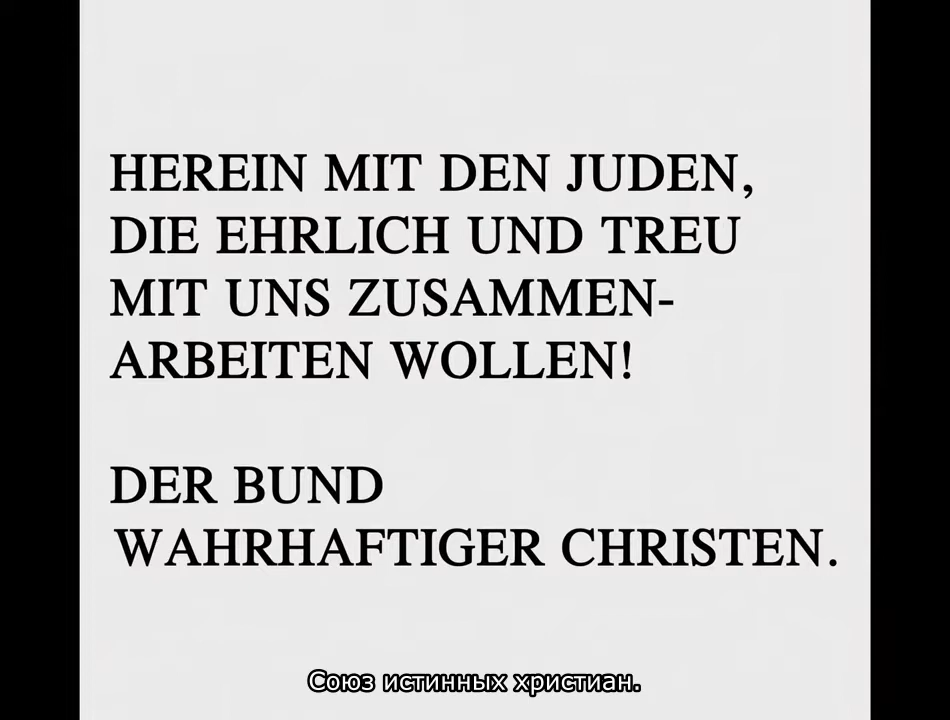 HEREIN MIT DEN JUDEN,
DIE EHRLICH UND TREU
MIT UNS ZUSAMMEN-
ARBEITEN WOLLEN!
DER BUND
WAHRHAFTIGER CHRISTEN.
Союз истинных христиан.